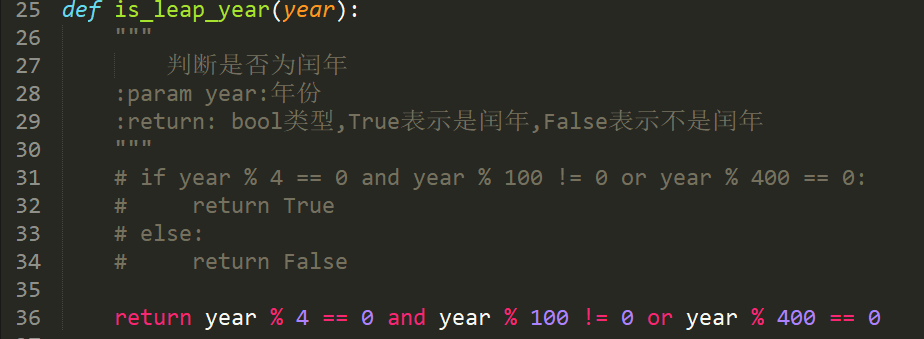 25 def is_leap_year(year):
26     """
27         判断是否为闰年
28     :param year:年份
29     :return: bool类型,True表示是闰年,False表示不是闰年
30     """
31     # if year % 4 == 0 and year % 100 != 0 or year % 400 == 0:
32     #     return True
33     # else:
34     #     return False
35
36     return year % 4 == 0 and year % 100 != 0 or year % 400 == 0